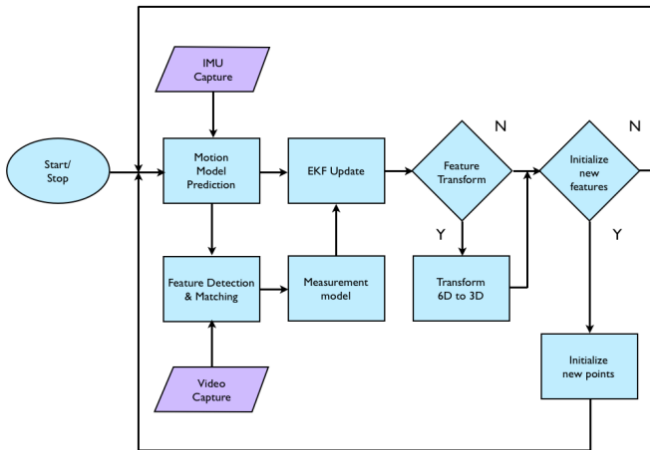 IMU
Capture
Start/
Stop
Motion
Model
Prediction
EKF Update
Feature
Transform
N
Initialize
new
features
N
Y
Y
Feature Detection
& Matching
Measurement
model
Transform
6D to 3D
Initialize
new points
Video
Capture